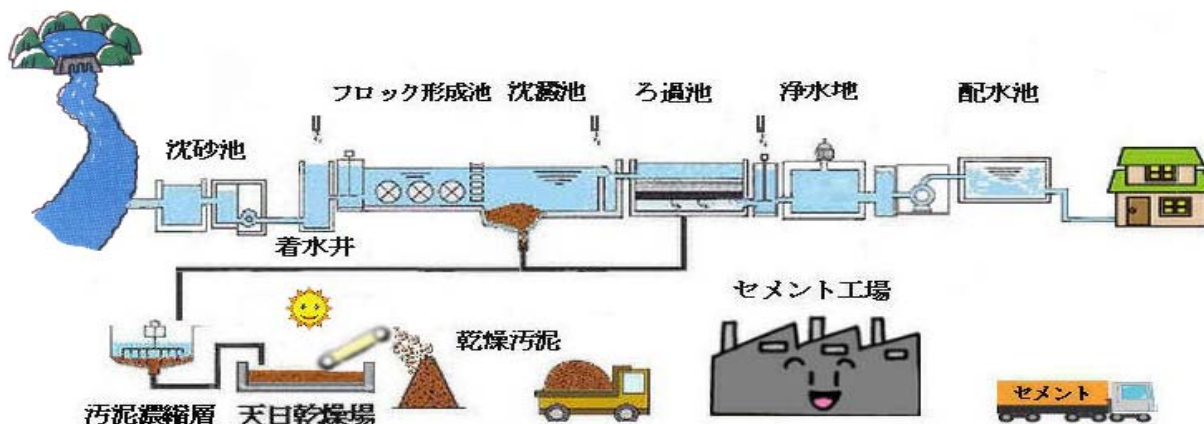 フロック形成池
沈澱池
ろ過池
浄水地
配水池
沈砂池
着水井
セメント工場
乾燥汚泥
汚泥濃縮層
天日乾燥場
セメント